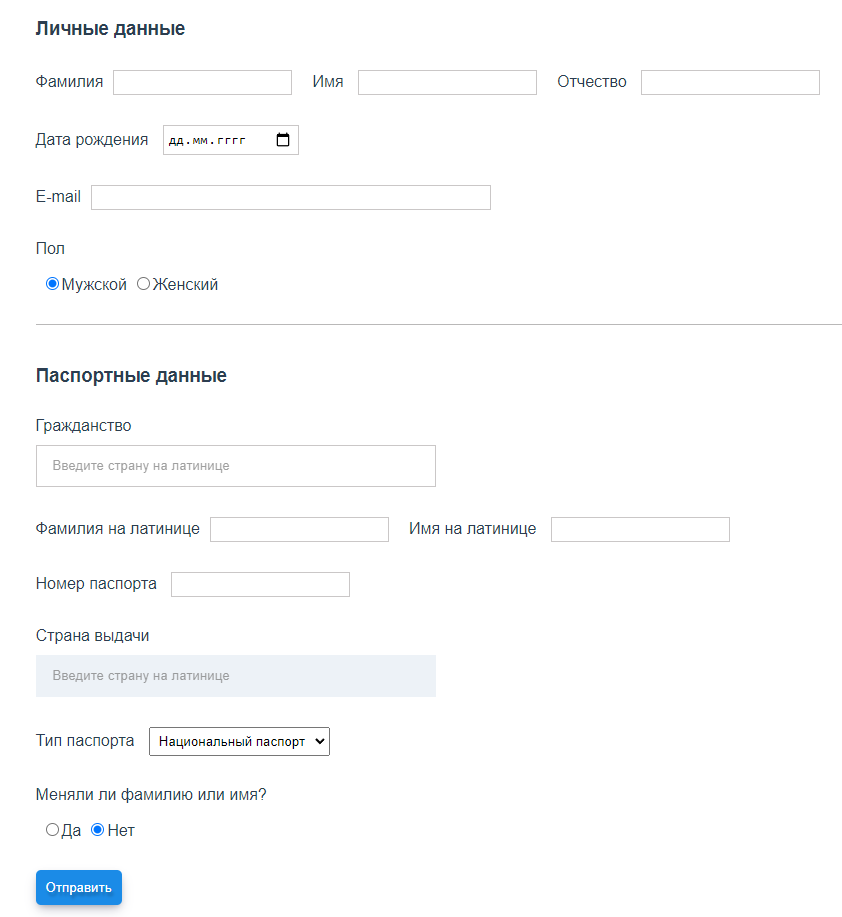 Личные данные
Фамилия Имя Отчество
Дата рождения дд.мм.гггг
E-mail
Пол
Мужской Женский
Паспортные данные
Гражданство
Введите страну на латинице
Фамилия на латинице Имя на латинице
Номер паспорта
Страна выдачи
Введите страну на латинице
Тип паспорта Национальный паспорт
Меняли ли фамилию или имя?
Да Нет
Отправить